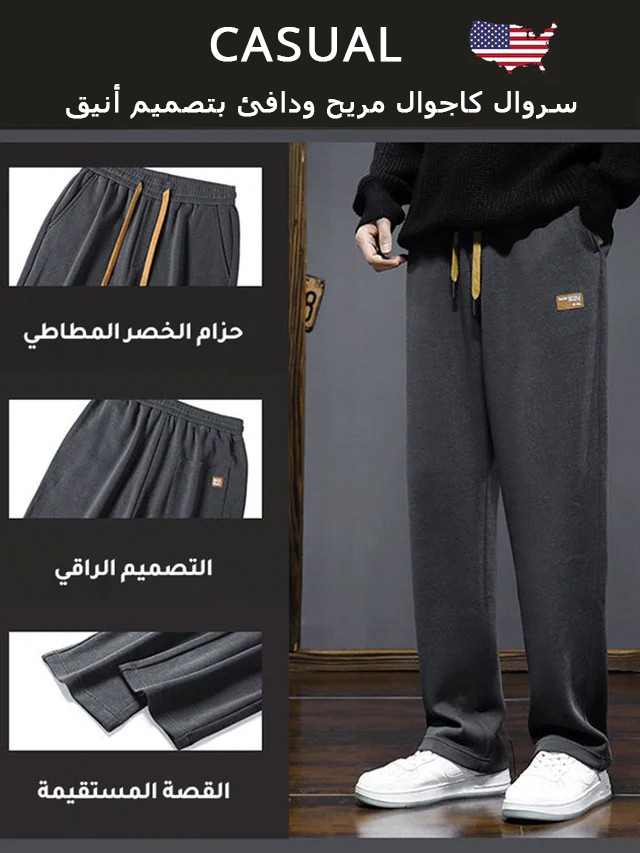 CASUAL
سروال كاجوال مريح ودافئ بتصميم أنيق
حزام الخصر المطاطي
التصميم الراقي
القصة المستقيمة